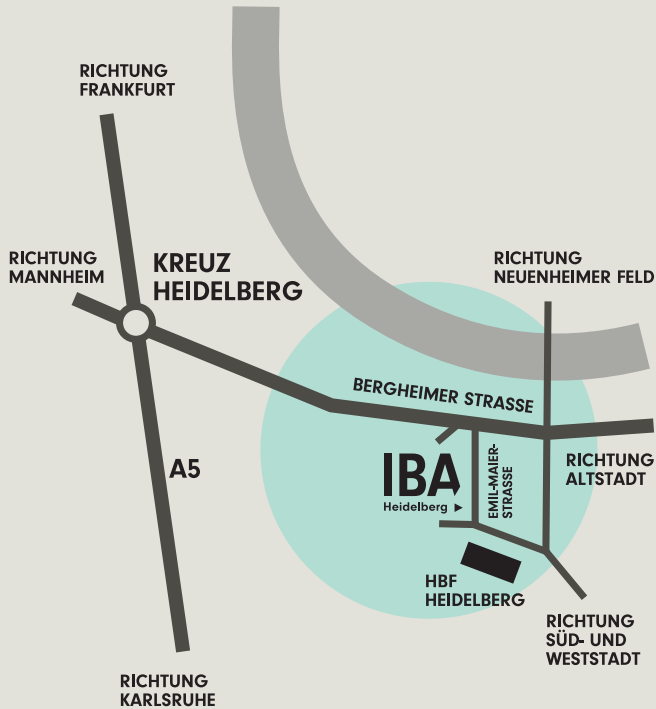 RICHTUNG
FRANKFURT
RICHTUNG
MANNHEIM
KREUZ
HEIDELBERG
RICHTUNG
NEUENHEIMER FELD
BERGHEIMER STRASSE
A5
IBA
Heidelberg
EMIL-MAIER-
STRASSE
RICHTUNG
ALTSTADT
HBF
HEIDELBERG
RICHTUNG
SÜD- UND
WESTSTADT
RICHTUNG
KARLSRUHE